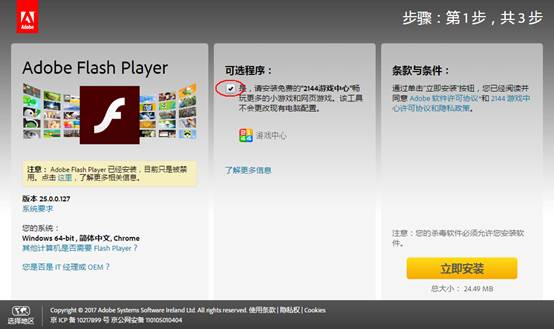 Adobe
步骤：第1步，共3步
Adobe Flash Player
注意： Adobe Flash Player 已经安装，目前只是被禁
用。点击 这里，了解更多相关信息。
版本 25.0.0.127
系统要求
您的系统:
Windows 64-bit , 简体中文, Chrome
其他计算机是否需要 Flash Player？
您是否是 IT 经理或 OEM？
可选程序：
是，请安装免费的"2144游戏中心"畅
玩更多的小游戏和网页游戏。该工具
不会更改现有电脑配置。
游戏中心
了解更多信息
条款与条件：
通过单击"立即安装"按钮，您已经阅读并
同意 Adobe 软件许可协议*和 2144 游戏中
心许可协议和隐私政策。
注意：您的杀毒软件必须允许您安装软
件。
立即安装
总大小： 24.49 MB
选择地区
Copyright © 2017 Adobe Systems Software Ireland Ltd. All rights reserved. 使用条款 | 隐私权 | Cookies
京 ICP 备 10217899 号 京公网安备 110105010404